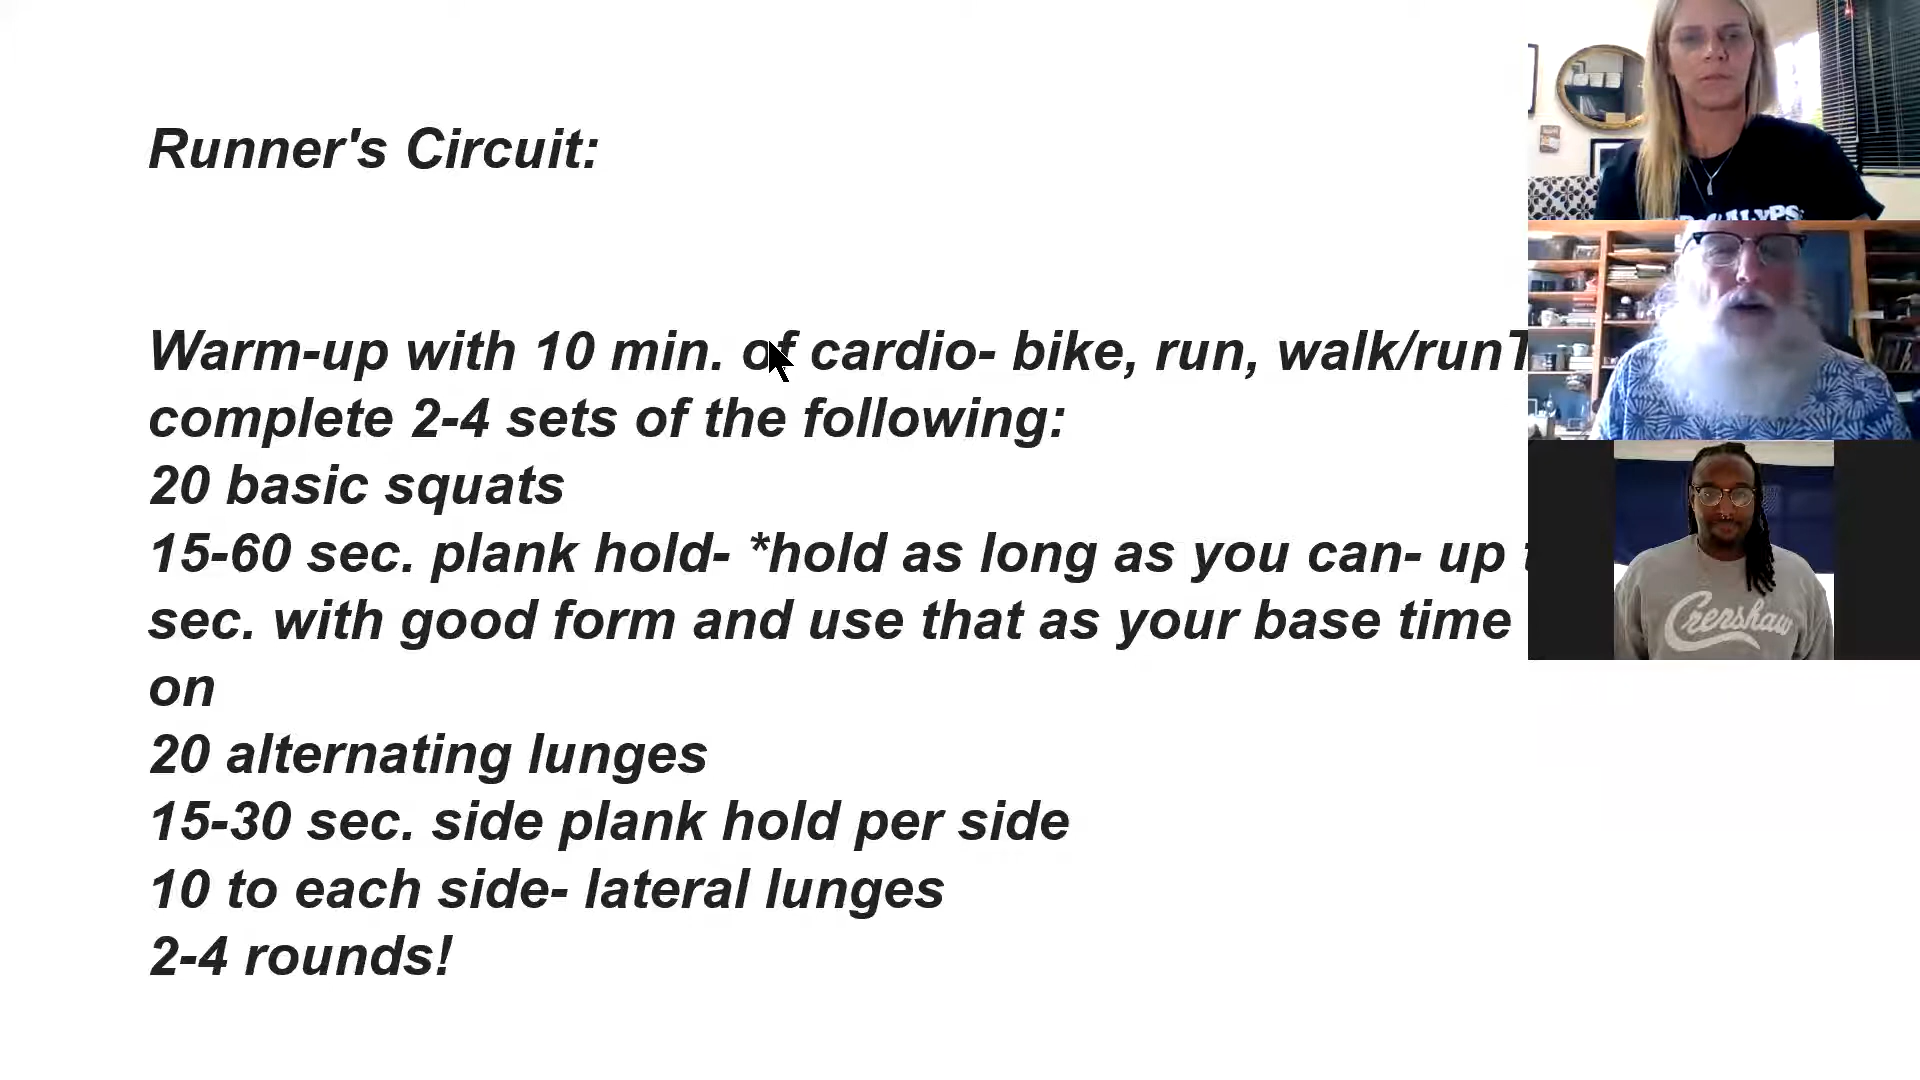 Runner's Circuit:
Warm-up with 10 min. of cardio- bike, run, walk/run
complete 2-4 sets of the following:
20 basic squats
15-60 sec. plank hold- *hold as long as you can- up
sec. with good form and use that as your base time
on
20 alternating lunges
15-30 sec. side plank hold per side
10 to each side- lateral lunges
2-4 rounds!
Crenshaw